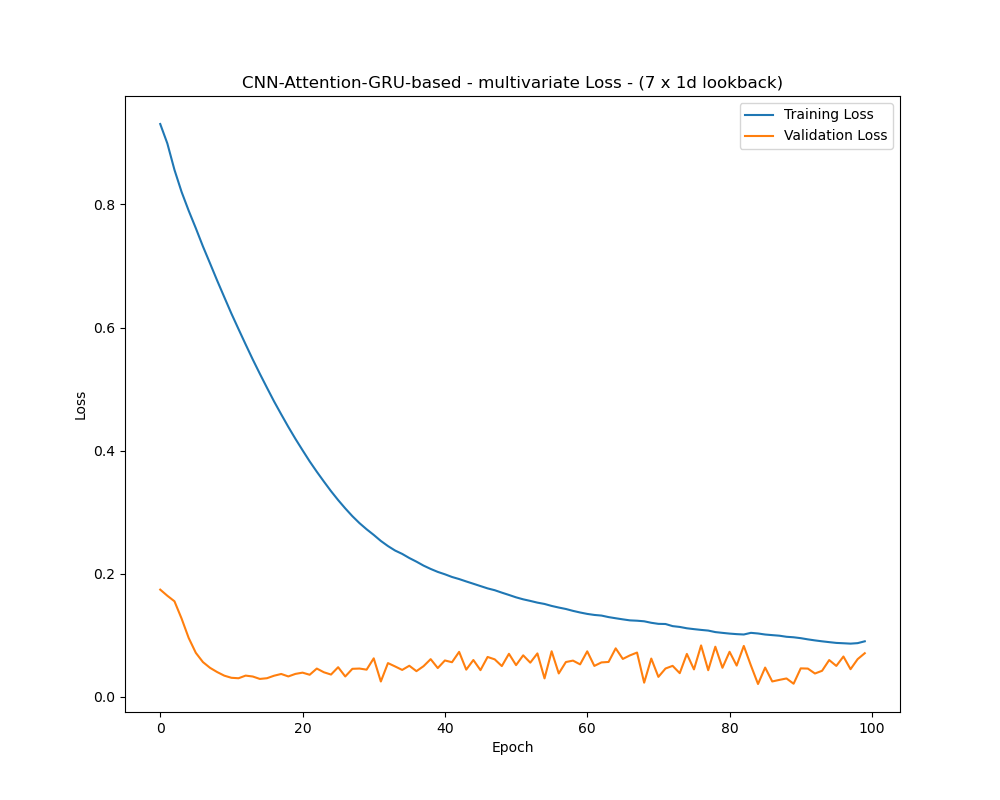 CNN-Attention-GRU-based - multivariate Loss - (7 x 1d lookback)
Training Loss
Validation Loss
Loss
0.8
0.6
0.4
0.2
0.0
0 20 40 60 80 100
Epoch